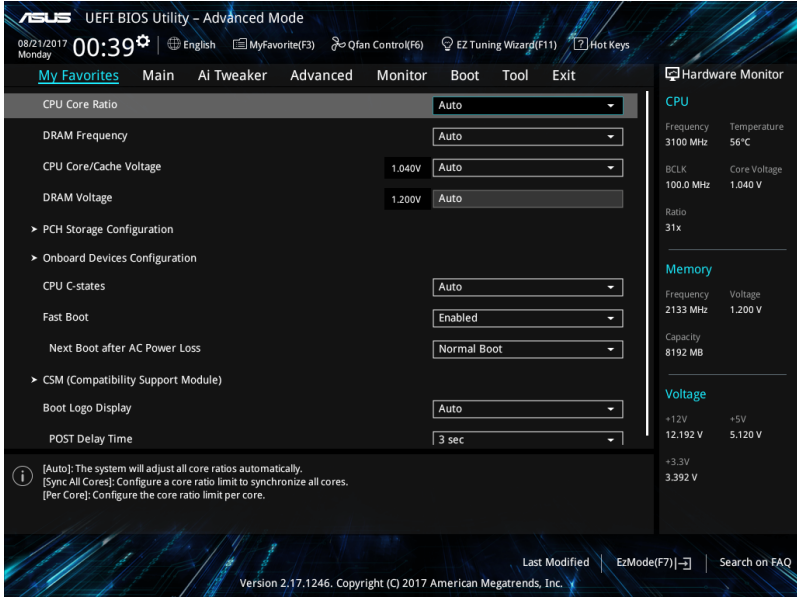 ASUS UEFI BIOS Utility – Advanced Mode
08/21/2017 Monday 00:39 English MyFavorite(F3) Qfan Control(F6) EZ Tuning Wizard(F11) ? Hot Keys
My Favorites Main Ai Tweaker Advanced Monitor Boot Tool Exit
CPU Core Ratio Auto
DRAM Frequency Auto
CPU Core/Cache Voltage 1.040V Auto
DRAM Voltage 1.200V Auto
> PCH Storage Configuration
> Onboard Devices Configuration
CPU C-states Auto
Fast Boot Enabled
Next Boot after AC Power Loss Normal Boot
> CSM (Compatibility Support Module)
Boot Logo Display Auto
POST Delay Time 3 sec
i
[Auto]: The system will adjust all core ratios automatically.
[Sync All Cores]: Configure a core ratio limit to synchronize all cores.
[Per Core]: Configure the core ratio limit per core.
Hardware Monitor
CPU
Frequency Temperature
3100 MHz 56°C
BCLK Core Voltage
100.0 MHz 1.040 V
Ratio
31x
Memory
Frequency Voltage
2133 MHz 1.200 V
Capacity
8192 MB
Voltage
+12V +5V
12.192 V 5.120 V
+3.3V
3.392 V
Last Modified EzMode(F7) Search on FAQ
Version 2.17.1246. Copyright (C) 2017 American Megatrends, Inc.